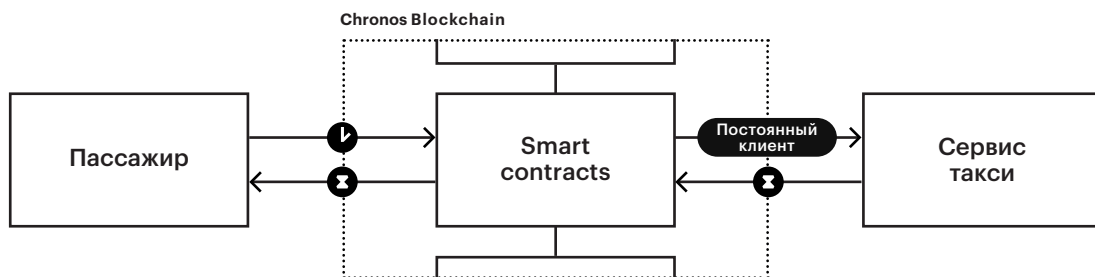 Chronos Blockchain
Пассажир
Smart
contracts
Постоянный
клиент
Сервис
такси